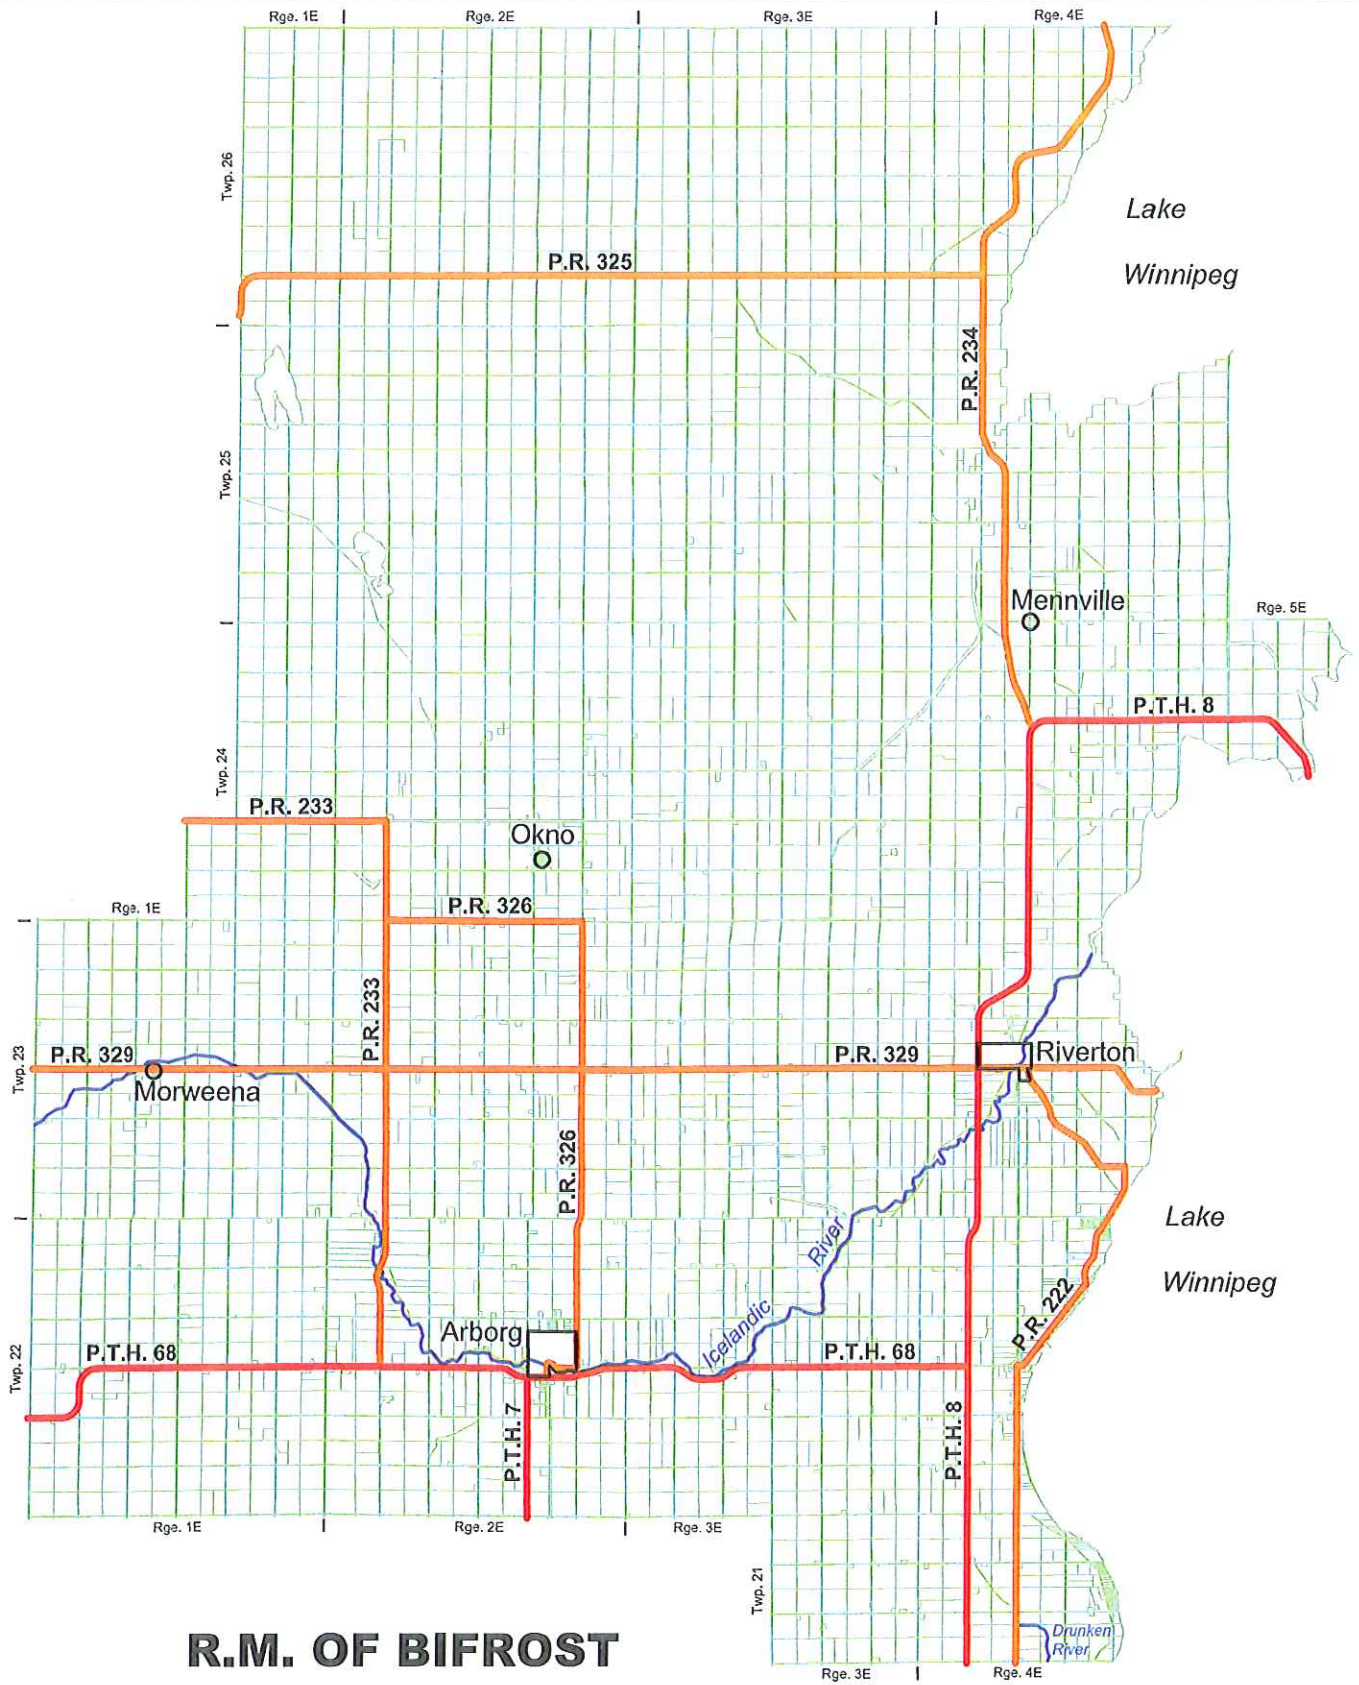 Rge. 1E
Rge. 2E
Rge. 3E
Rge. 4E
Twp. 26
Lake
Winnipeg
P.R. 325
P.R. 234
Twp. 25
Mennville
Rge. 5E
P.T.H. 8
Twp. 24
P.R. 233
Okno
Rge. 1E
P.R. 326
P.R. 233
P.R. 329
P.R. 329
Riverton
Twp. 23
Morweena
P.R. 326
River
Lake
Winnipeg
Icelandic
P.R. 222
Arborg
P.T.H. 68
P.T.H. 68
Twp. 22
P.T.H. 7
P.T.H. 8
Rge. 1E
Rge. 2E
Rge. 3E
Twp. 21
Drunken
River
R.M. OF BIFROST
Rge. 3E
Rge. 4E